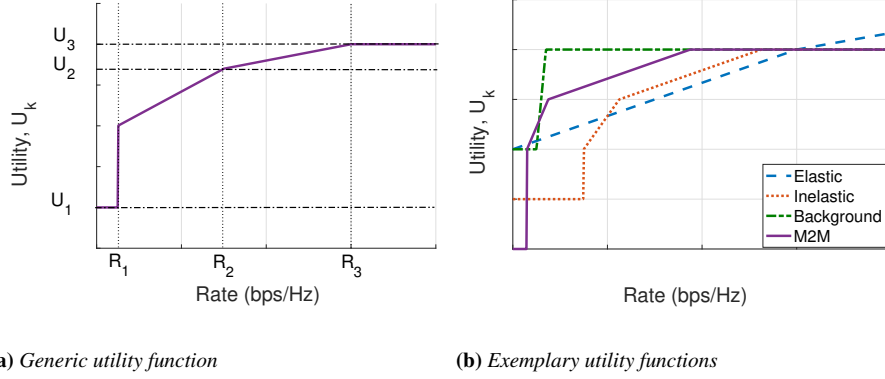 U3
U2
Utility, Uk
U1
R1 R2 R3
Rate (bps/Hz)
Utility, Uk
Elastic
Inelastic
Background
M2M
Rate (bps/Hz)
a) Generic utility function
(b) Exemplary utility functions